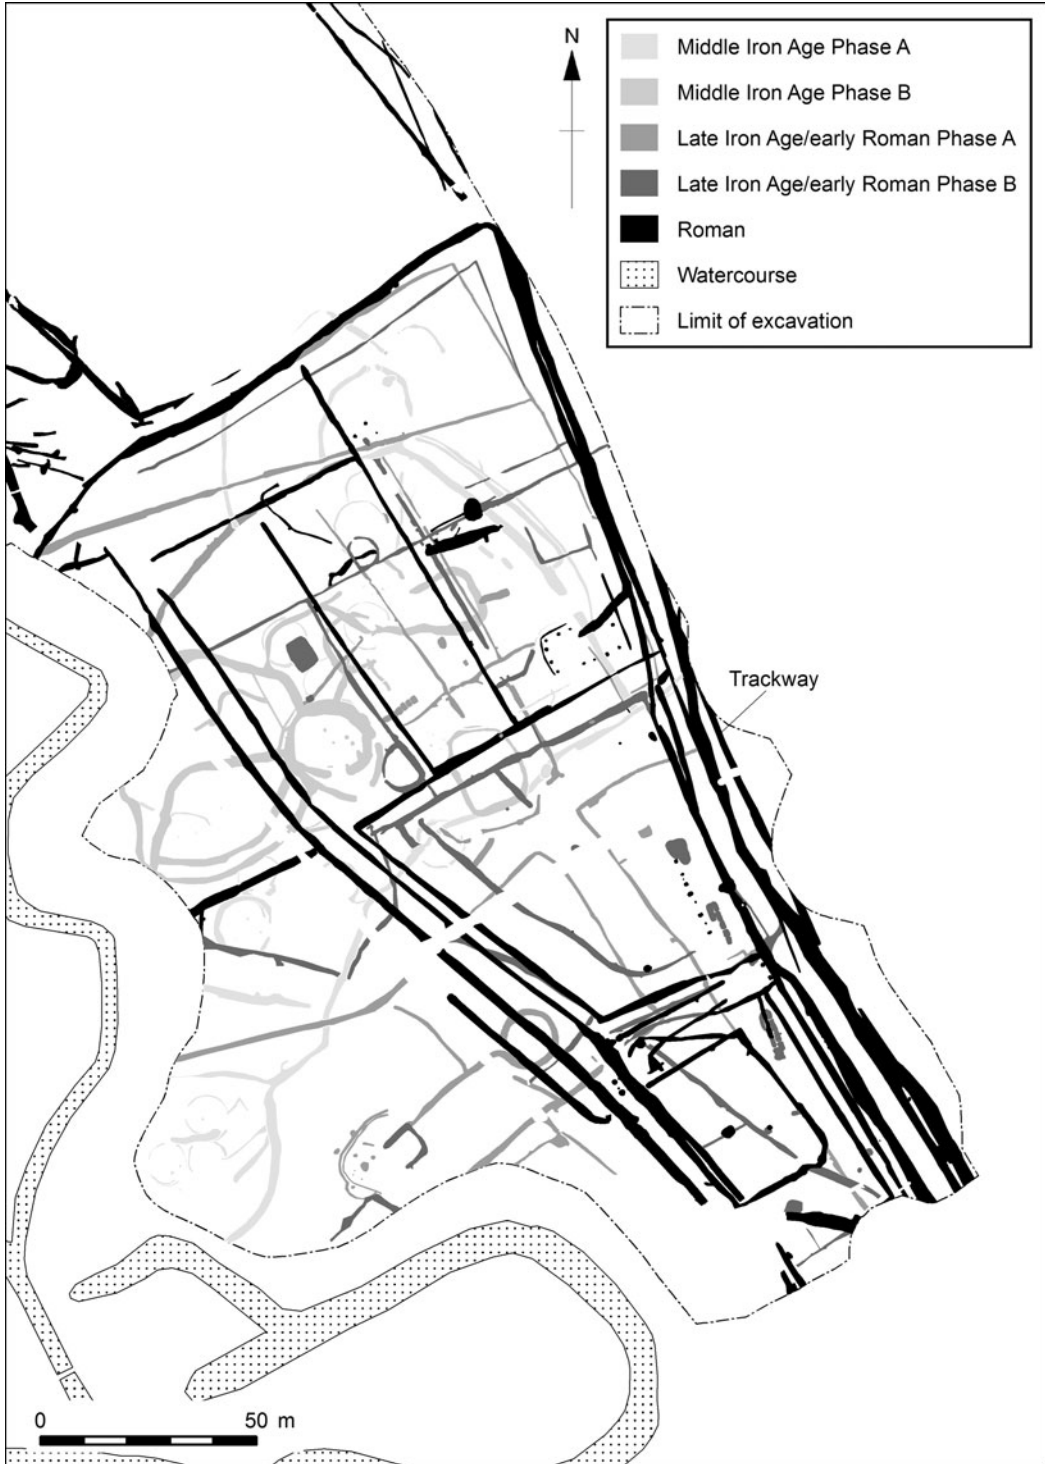 N
Middle Iron Age Phase A
Middle Iron Age Phase B
Late Iron Age/early Roman Phase A
Late Iron Age/early Roman Phase B
Roman
Watercourse
Limit of excavation
Trackway
0 50 m